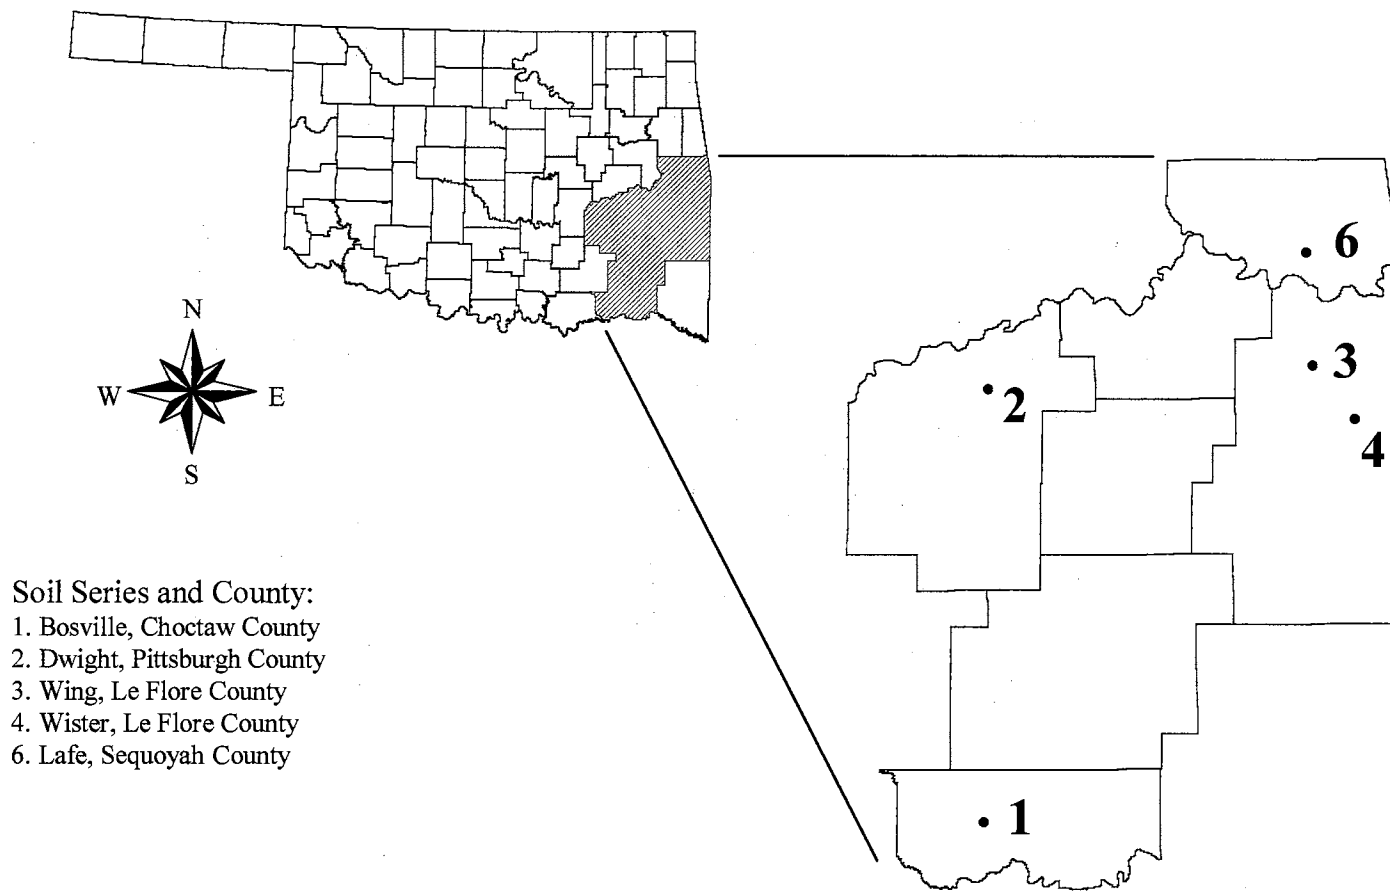 6
3
2
4
N
W
E
S
Soil Series and County:
1. Bosville, Choctaw County
2. Dwight, Pittsburgh County
3. Wing, Le Flore County
4. Wister, Le Flore County
6. Lafe, Sequoyah County
1